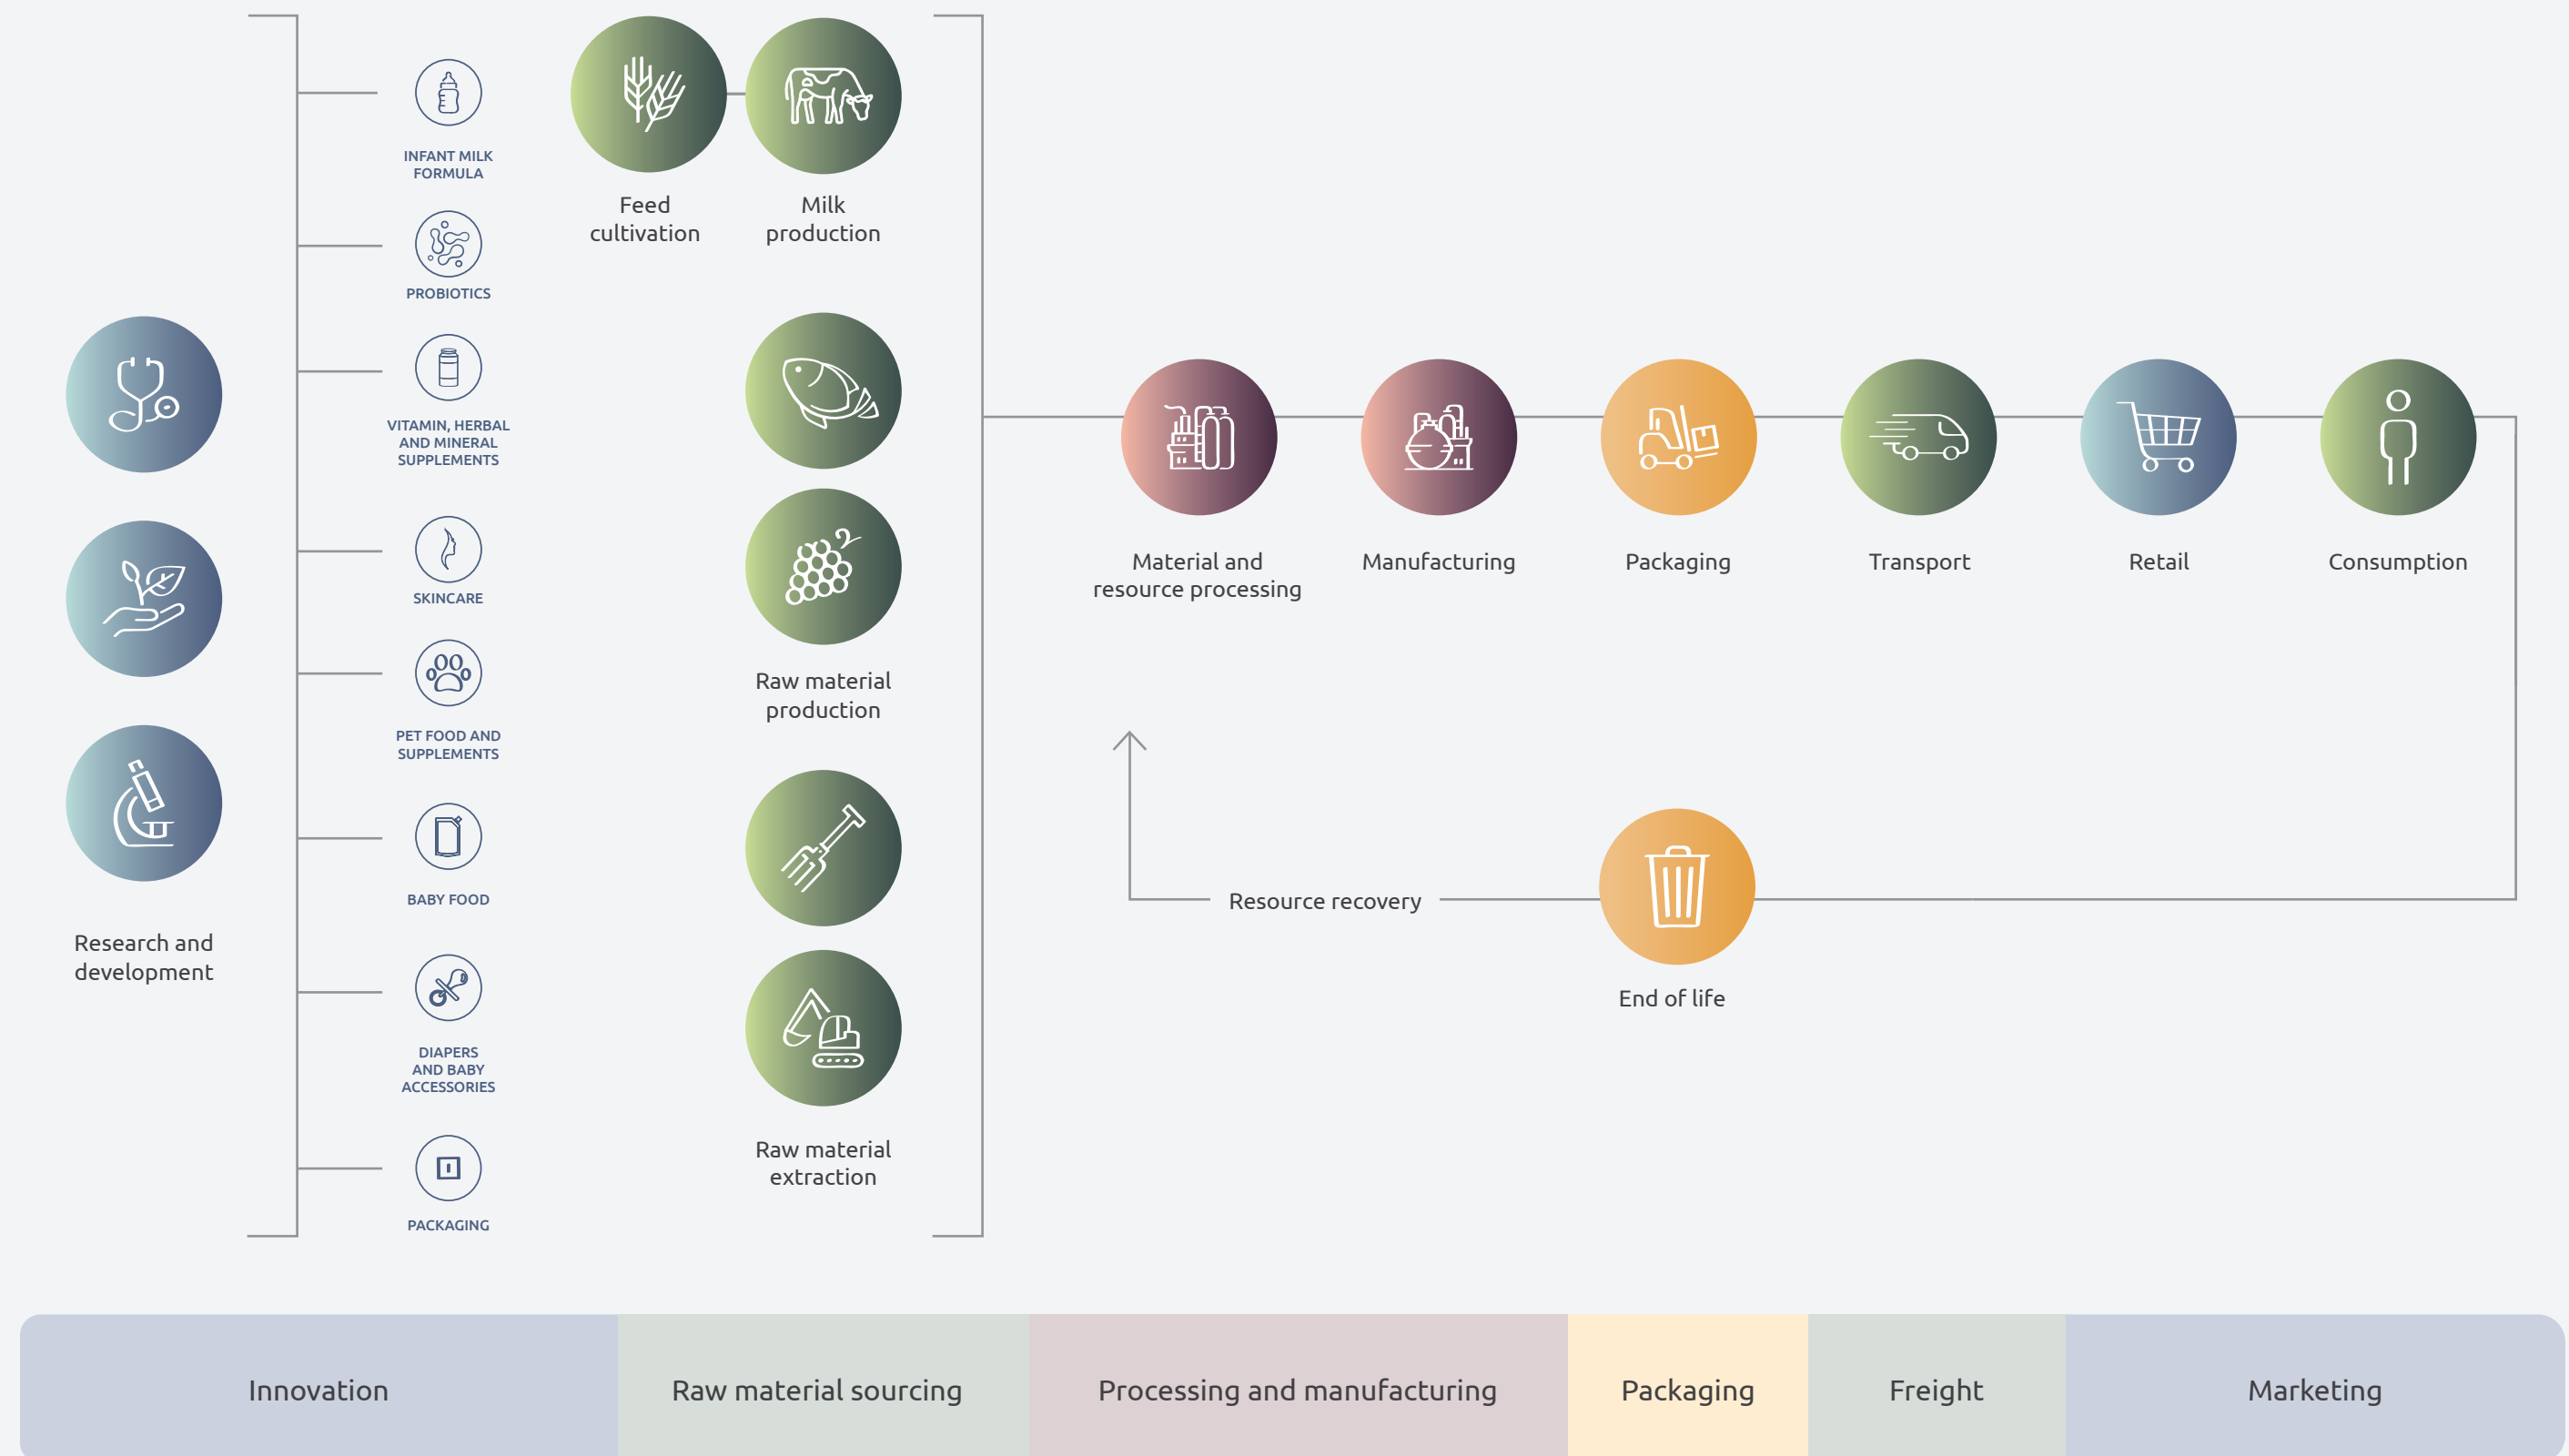 Research and
development
INFANT MILK
FORMULA
PROBIOTICS
VITAMIN, HERBAL
AND MINERAL
SUPPLEMENTS
SKINCARE
PET FOOD AND
SUPPLEMENTS
BABY FOOD
DIAPERS
AND BABY
ACCESSORIES
PACKAGING
Feed
cultivation
Milk
production
Raw material
production
Raw material
extraction
Material and
resource processing
Manufacturing
Packaging
Transport
Retail
Consumption
Resource recovery
End of life
Innovation
Raw material sourcing
Processing and manufacturing
Packaging
Freight
Marketing